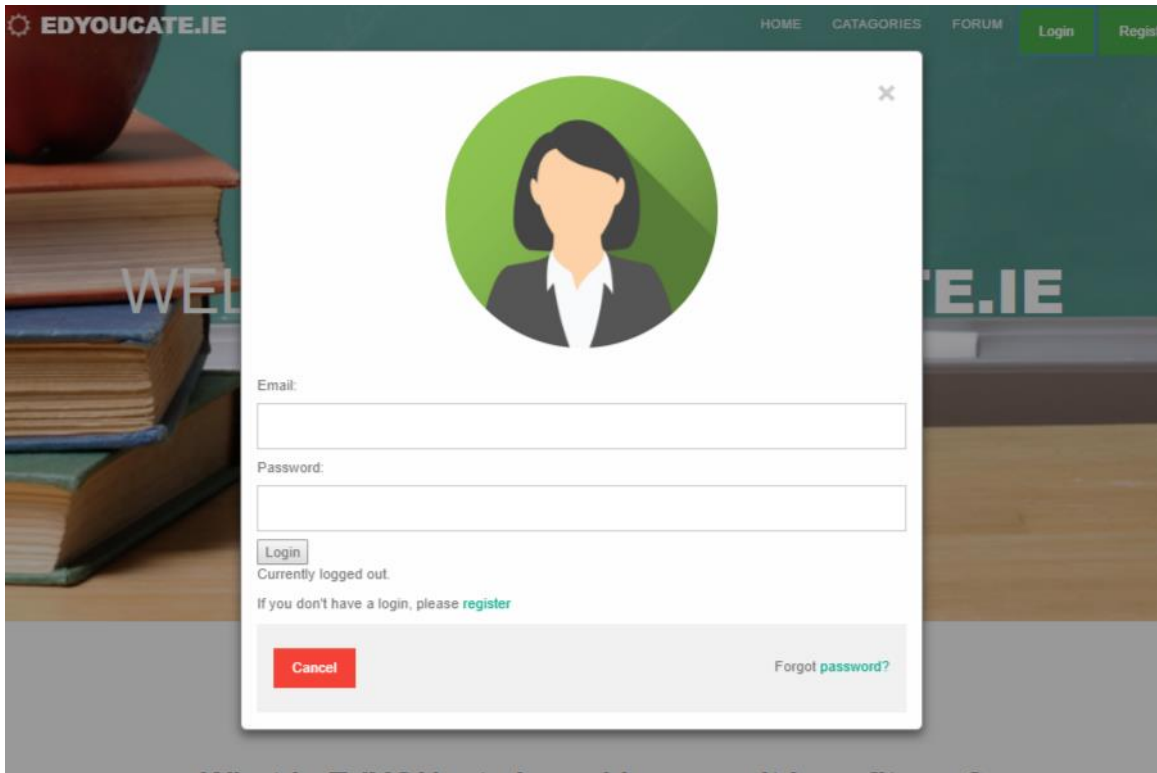 EDYOUCATE.IE
HOME CATAGORIES FORUM Login Regis
WEL TE.IE
Email:
Password:
Login
Currently logged out.
If you don't have a login, please register
Cancel
Forgot password?